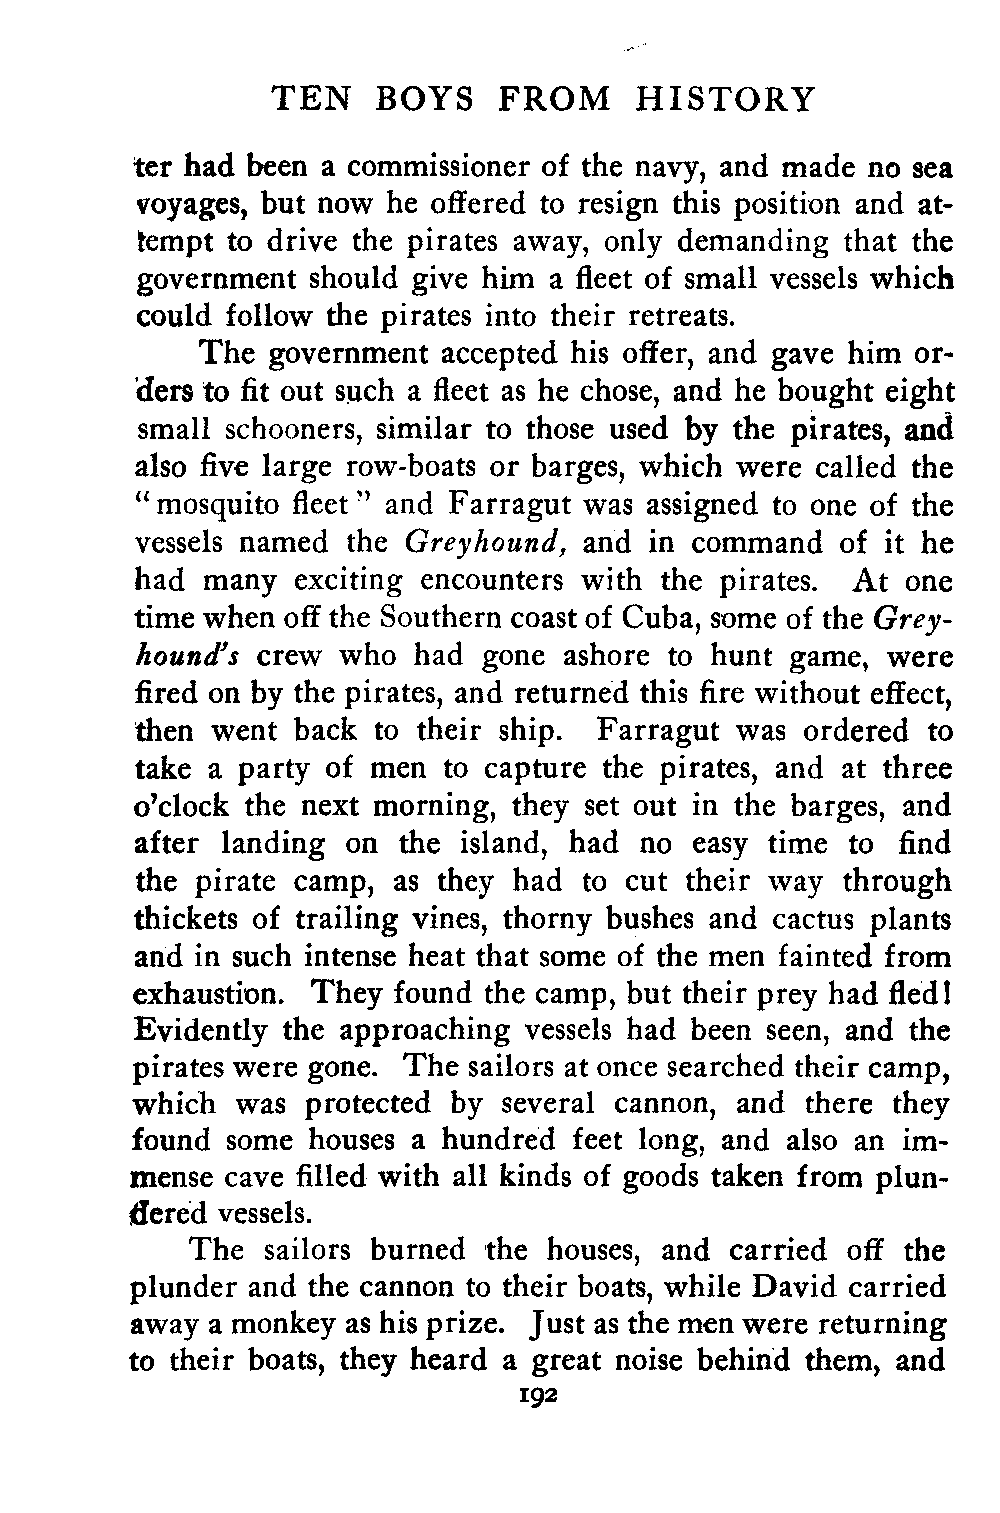 TEN BOYS FROM HISTORY
ter had been a commissioner of the navy, and made no sea
voyages, but now he offered to resign this position and at-
tempt to drive the pirates away, only demanding that the
government should give him a fleet of small vessels which
could follow the pirates into their retreats.
The government accepted his offer, and gave him or-
ders to fit out such a fleet as he chose, and he bought eight
small schooners, similar to those used by the pirates, and
also five large row-boats or barges, which were called the
"mosquito fleet" and Farragut was assigned to one of the
vessels named the Greyhound, and in command of it he
had many exciting encounters with the pirates. At one
time when off the Southern coast of Cuba, some of the Grey-
hound's crew who had gone ashore to hunt game, were
fired on by the pirates, and returned this fire without effect,
then went back to their ship. Farragut was ordered to
take a party of men to capture the pirates, and at three
o'clock the next morning, they set out in the barges, and
after landing on the island, had no easy time to find
the pirate camp, as they had to cut their way through
thickets of trailing vines, thorny bushes and cactus plants
and in such intense heat that some of the men fainted from
exhaustion. They found the camp, but their prey had fled!
Evidently the approaching vessels had been seen, and the
pirates were gone. The sailors at once searched their camp,
which was protected by several cannon, and there they
found some houses a hundred feet long, and also an im-
mense cave filled with all kinds of goods taken from plun-
dered vessels.
The sailors burned the houses, and carried off the
plunder and the cannon to their boats, while David carried
away a monkey as his prize. Just as the men were returning
to their boats, they heard a great noise behind them, and
192